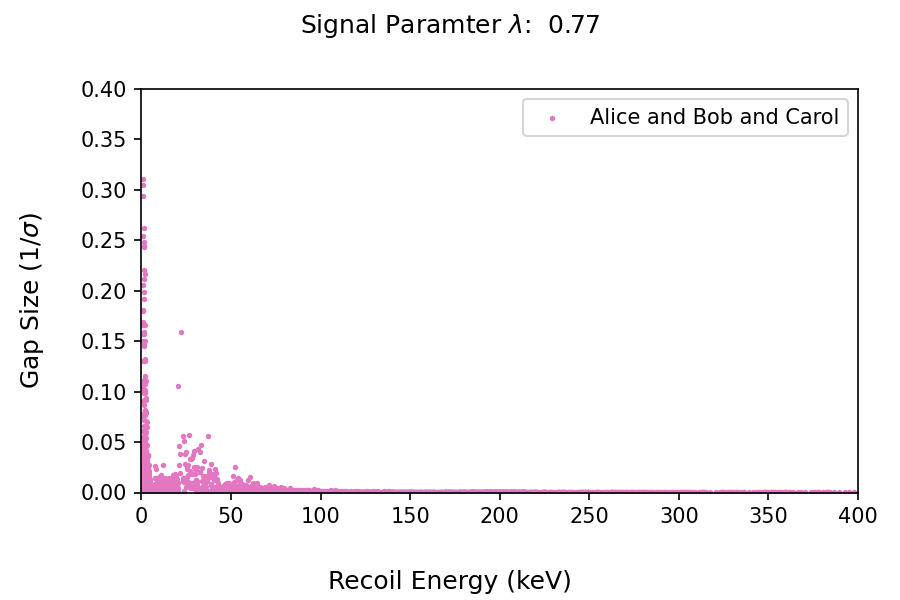 Signal Paramter λ: 0.77
0.40
0.35
0.30
0.25
0.20
0.15
0.10
0.05
0.00
Gap Size (1/σ)
Alice and Bob and Carol
0 50 100 150 200 250 300 350 400
Recoil Energy (keV)